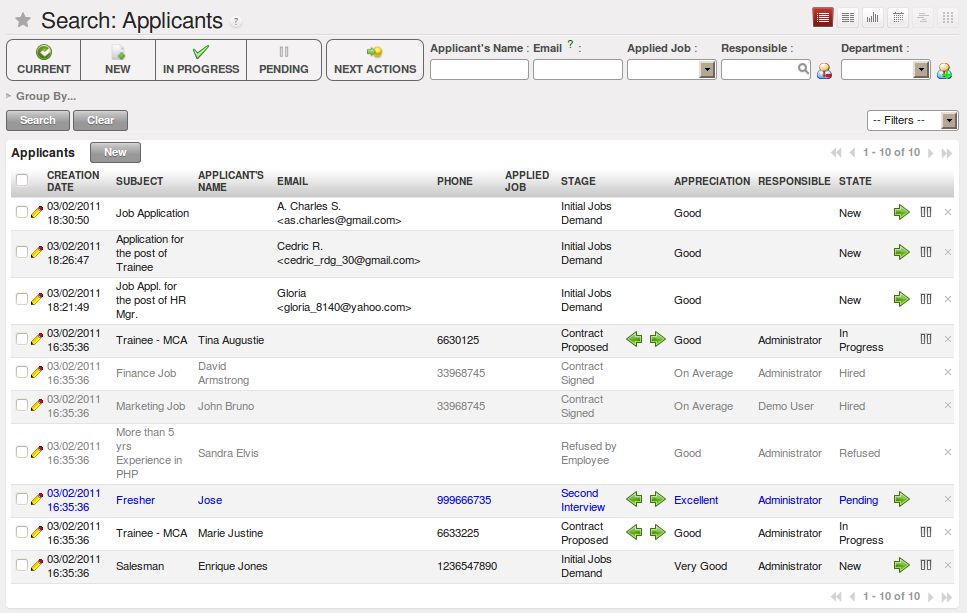 Search: Applicants ?
CURRENT NEW IN PROGRESS PENDING NEXT ACTIONS
Applicant's Name : Email ? : Applied Job : Responsible : Department :
Group By...
Search Clear -- Filters --
Applicants New 1 - 10 of 10
CREATION DATE SUBJECT APPLICANT'S NAME EMAIL PHONE APPLIED JOB STAGE APPRECIATION RESPONSIBLE STATE
03/02/2011 18:30:50 Job Application A. Charles S. <as.charles@gmail.com> Initial Jobs Demand Good New
03/02/2011 18:26:47 Application for the post of Trainee Cedric R. <cedric_rdg_30@gmail.com> Initial Jobs Demand Good New
03/02/2011 18:21:49 Job Appl. for the post of HR Mgr. Gloria <gloria_8140@yahoo.com> Initial Jobs Demand Good New
03/02/2011 16:35:36 Trainee - MCA Tina Augustie 6630125 Contract Proposed Good Administrator In Progress
03/02/2011 16:35:36 Finance Job David Armstrong 33968745 Contract Signed On Average Administrator Hired
03/02/2011 16:35:36 Marketing Job John Bruno 33968745 Contract Signed On Average Demo User Hired
03/02/2011 16:35:36 More than 5 yrs Experience in PHP Sandra Elvis Refused by Employee Good Administrator Refused
03/02/2011 16:35:36 Fresher Jose 999666735 Second Interview Excellent Administrator Pending
03/02/2011 16:35:36 Trainee - MCA Marie Justine 6633225 Contract Proposed Good Administrator In Progress
03/02/2011 16:35:36 Salesman Enrique Jones 1236547890 Initial Jobs Demand Very Good Administrator New
1 - 10 of 10